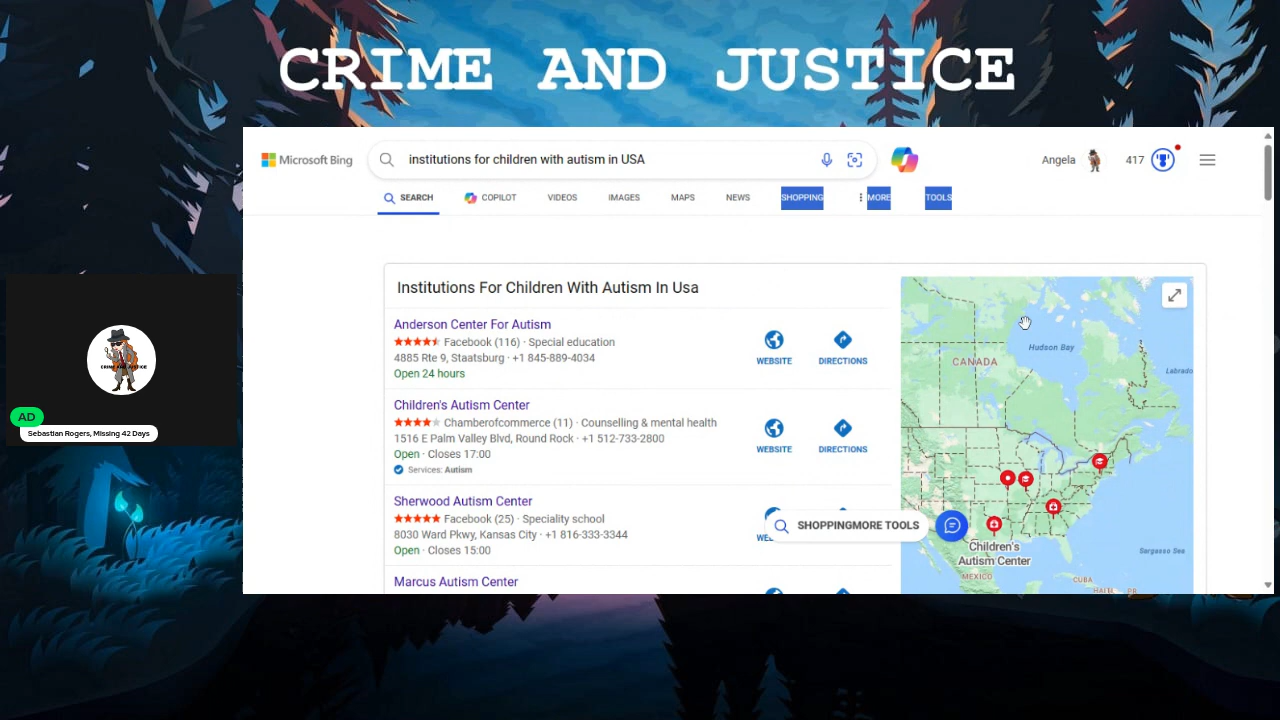 CRIME AND JUSTICE
Microsoft Bing
institutions for children with autism in USA
Angela
417
SEARCH
COPILOT
VIDEOS
IMAGES
MAPS
NEWS
SHOPPING
MORE
TOOLS
Institutions For Children With Autism In Usa
Anderson Center For Autism
Facebook (116) · Special education
4885 Rte 9, Staatsburg · +1 845-889-4034
Open 24 hours
WEBSITE
DIRECTIONS
Children's Autism Center
Chamberofcommerce (11) · Counselling & mental health
1516 E Palm Valley Blvd, Round Rock · +1 512-733-2800
Open · Closes 17:00
Services: Autism
WEBSITE
DIRECTIONS
Sherwood Autism Center
Facebook (25) · Speciality school
8030 Ward Pkwy, Kansas City · +1 816-333-3344
Open · Closes 15:00
SHOPPINGMORE TOOLS
Marcus Autism Center
CANADA
Hudson Bay
Labrado
Children's
Autism Center
Sargasso Sea
MEXICO
CUBA
PR
CRIME AND JUSTICE
AD
Sebastian Rogers, Missing 42 Days